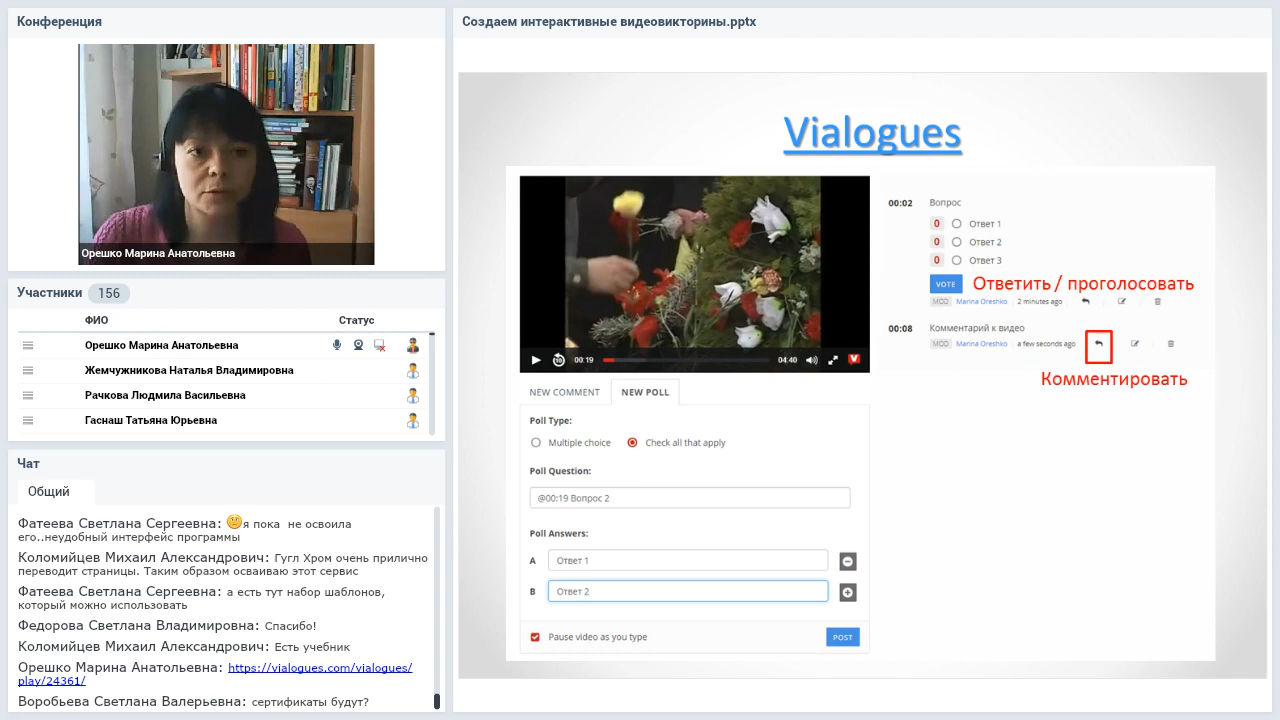 Конференция
Орешко Марина Анатольевна
Участники 156
ФИО Статус
Орешко Марина Анатольевна
Жемчужникова Наталья Владимировна
Рачкова Людмила Васильевна
Гаснаш Татьяна Юрьевна
Чат
Общий
Фатеева Светлана Сергеевна: я пока не освоила
его..неудобный интерфейс программы
Коломийцев Михаил Александрович: Гугл Хром очень прилично
переводит страницы. Таким образом осваиваю этот сервис
Фатеева Светлана Сергеевна: а есть тут набор шаблонов,
который можно использовать
Федорова Светлана Владимировна: Спасибо!
Коломийцев Михаил Александрович: Есть учебник
Орешко Марина Анатольевна: https://vialogues.com/vialogues/
play/24361/
Воробьева Светлана Валерьевна: сертификаты будут?
Создаем интерактивные видеовикторины.pptx
Vialogues
10
00:19 04:40
NEW COMMENT NEW POLL
Poll Type:
Multiple choice Check all that apply
Poll Question:
@00:19 Вопрос 2
Poll Answers:
A Ответ 1
B Ответ 2
Pause video as you type POST
00:02 Вопрос
0 Ответ 1
0 Ответ 2
0 Ответ 3
VOTE Ответить / проголосовать
MOD Marina Oreshko 2 minutes ago
00:08 Комментарий к видео
MOD Marina Oreshko a few seconds ago
Комментировать